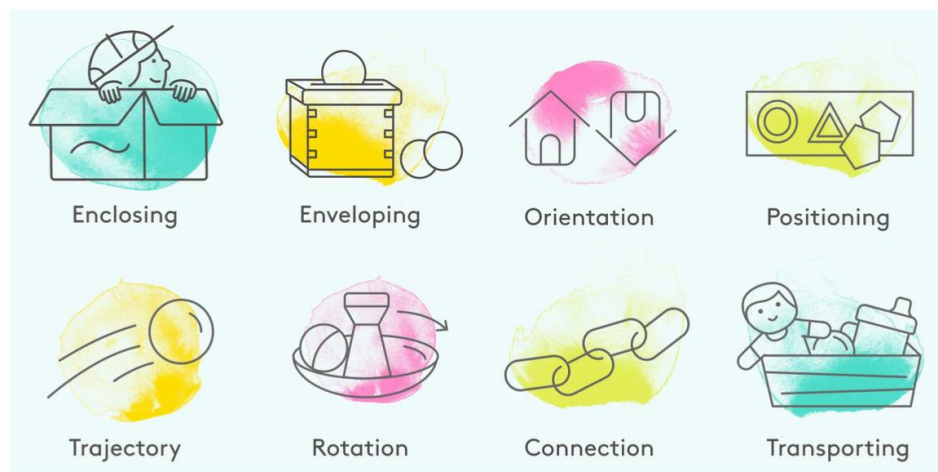 Enclosing
Enveloping
Orientation
Positioning
Trajectory
Rotation
Connection
Transporting